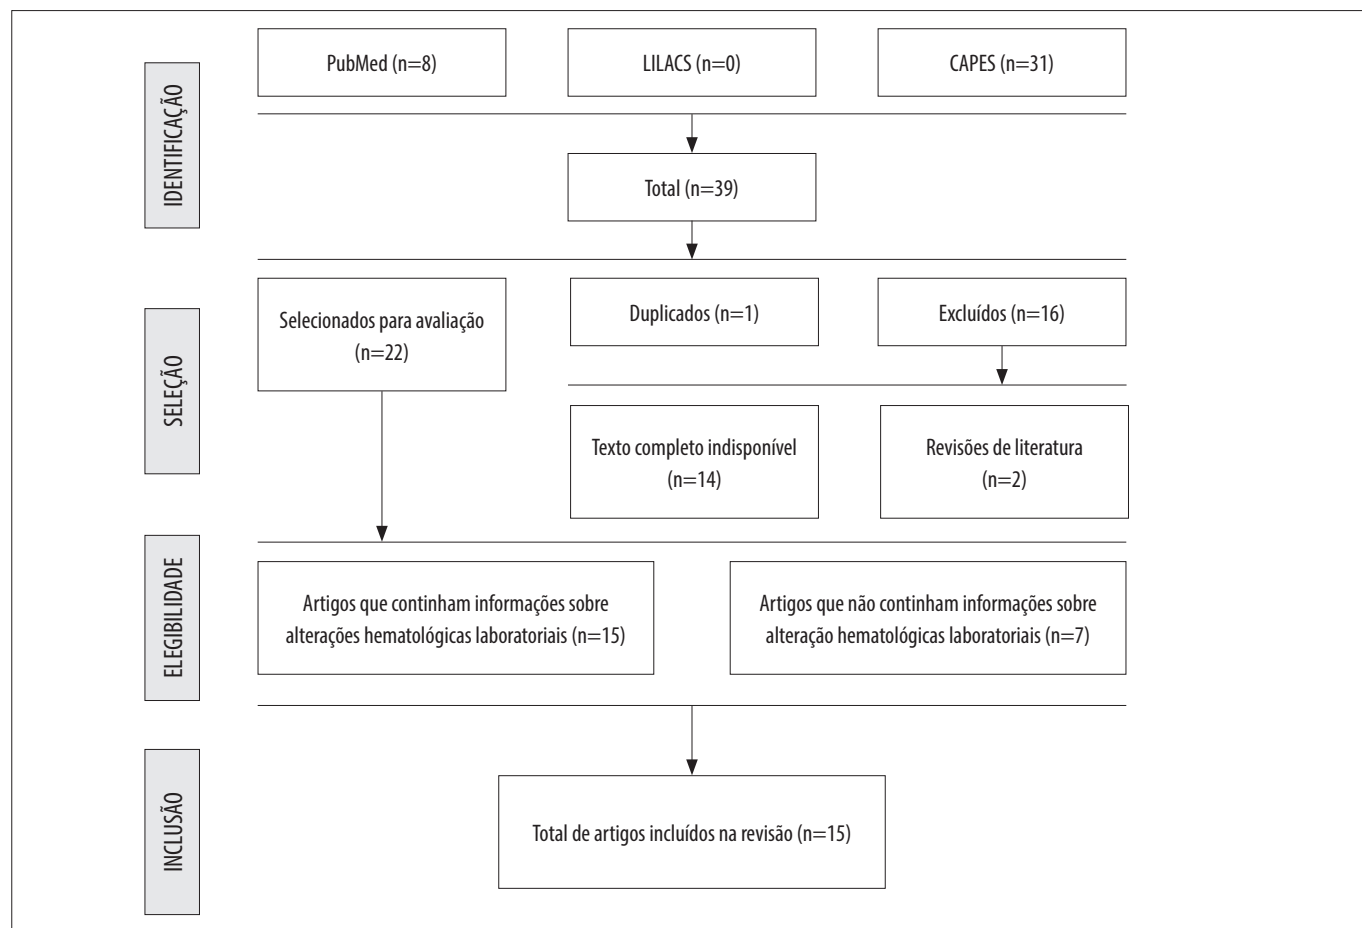 IDENTIFICAÇÃO
PubMed (n=8)
LILACS (n=0)
CAPES (n=31)
Total (n=39)
SELEÇÃO
Selecionados para avaliação
(n=22)
Duplicados (n=1)
Excluídos (n=16)
Texto completo indisponível
(n=14)
Revisões de literatura
(n=2)
ELEGIBILIDADE
Artigos que continham informações sobre
alterações hematológicas laboratoriais (n=15)
Artigos que não continham informações sobre
alteração hematológicas laboratoriais (n=7)
INCLUSÃO
Total de artigos incluídos na revisão (n=15)